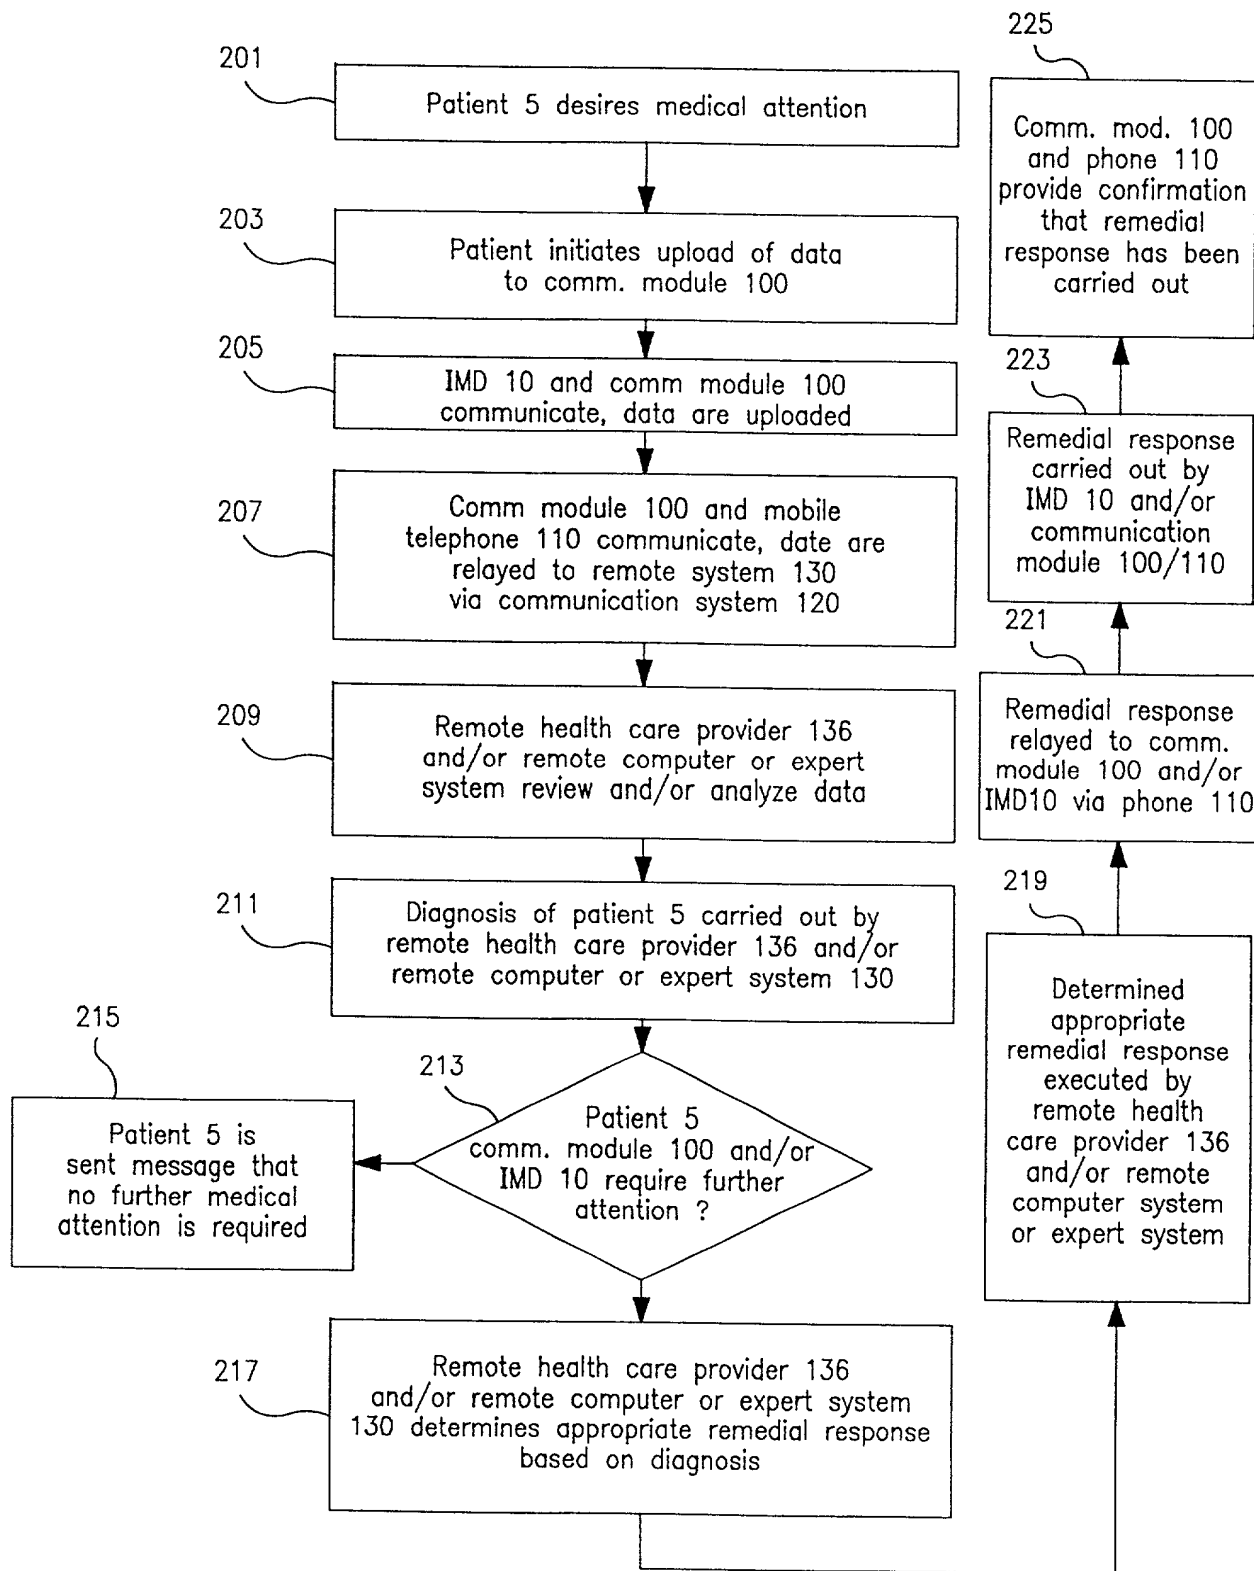 201
Patient 5 desires medical attention
203
Patient initiates upload of data
to comm. module 100
205
IMD 10 and comm module 100
communicate, data are uploaded
207
Comm module 100 and mobile
telephone 110 communicate, date are
relayed to remote system 130
via communication system 120
209
Remote health care provider 136
and/or remote computer or expert
system review and/or analyze data
211
Diagnosis of patient 5 carried out by
remote health care provider 136 and/or
remote computer or expert system 130
213
Patient 5
comm. module 100 and/or
IMD 10 require further
attention ?
215
Patient 5 is
sent message that
no further medical
attention is required
217
Remote health care provider 136
and/or remote computer or expert system
130 determines appropriate remedial response
based on diagnosis
219
Determined
appropriate
remedial response
executed by
remote health
care provider 136
and/or remote
computer system
or expert system
221
Remedial response
relayed to comm.
module 100 and/or
IMD10 via phone 110
223
Remedial response
carried out by
IMD 10 and/or
communication
module 100/110
225
Comm. mod. 100
and phone 110
provide confirmation
that remedial
response has been
carried out